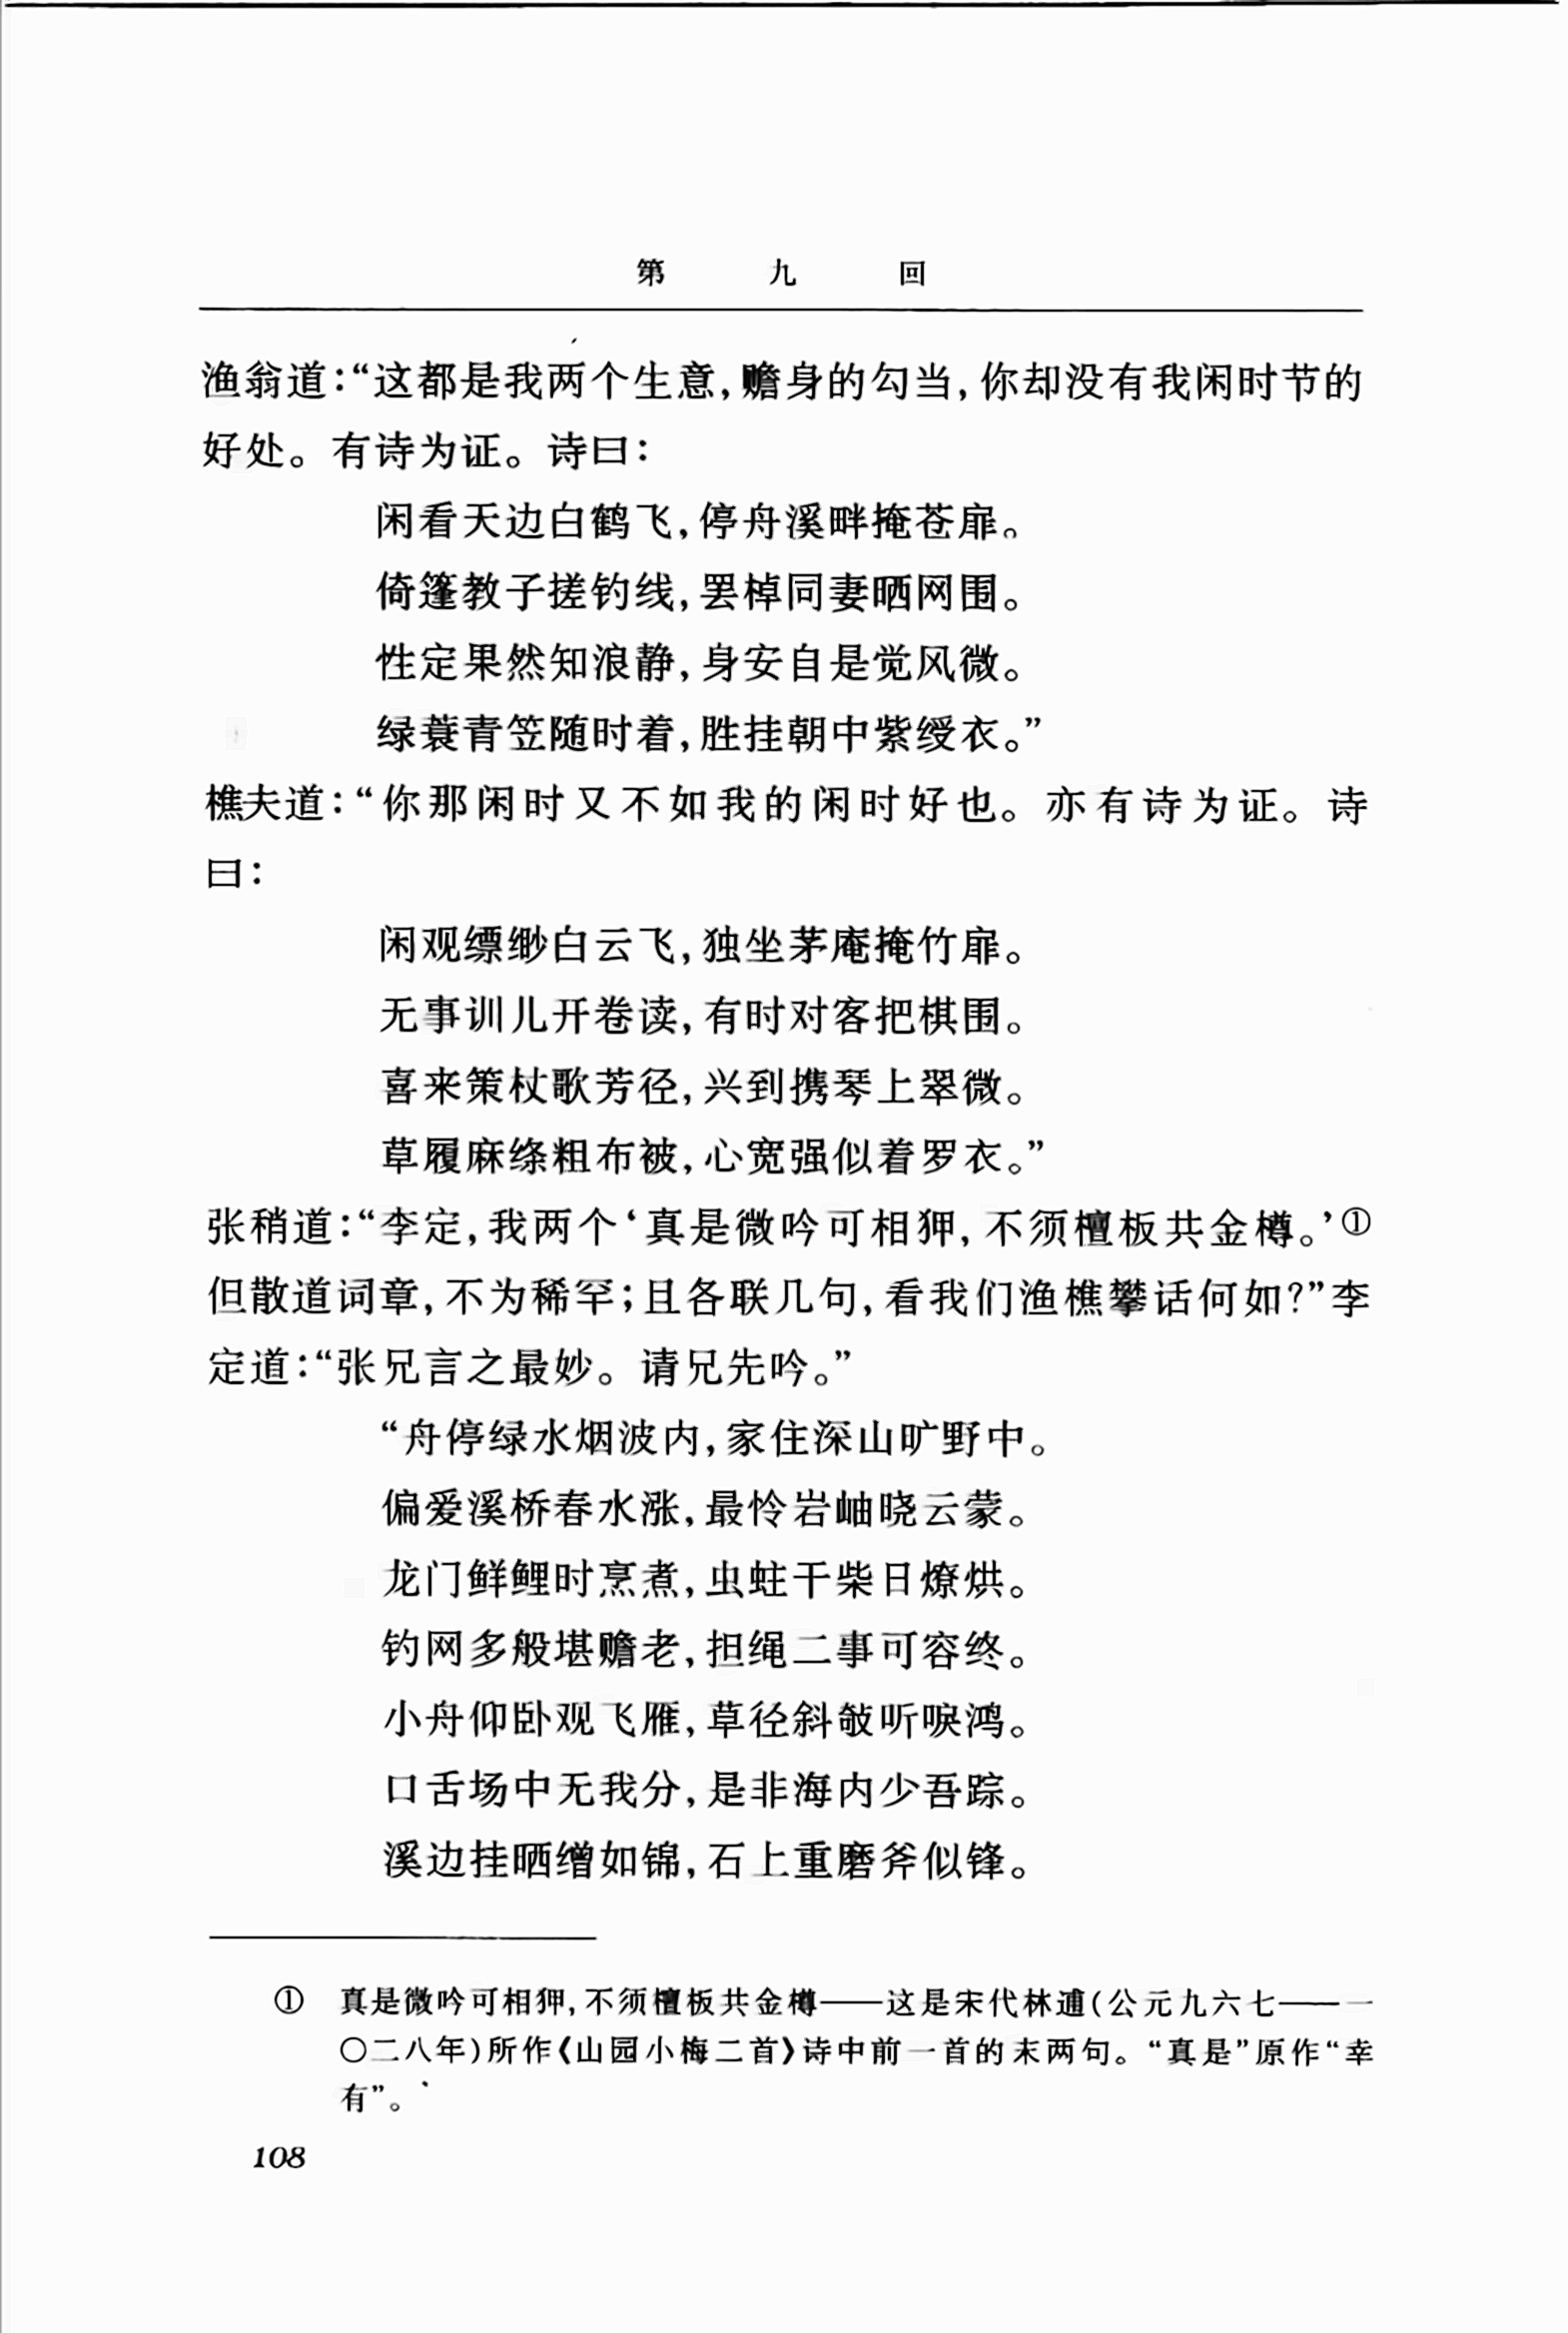 第九回
渔翁道：“这都是我两个生意，赡身的勾当，你却没有我闲时节的
好处。有诗为证。诗曰：
闲看天边白鹤飞，停舟溪畔掩苍扉。
倚篷教子搓钓线，罢棹同妻晒网围。
性定果然知浪静，身安自是觉风微。
绿蓑青笠随时着，胜挂朝中紫绶衣。”
樵夫道：“你那闲时又不如我的闲时好也。亦有诗为证。诗
曰：
闲观缥缈白云飞，独坐茅庵掩竹扉。
无事训儿开卷读，有时对客把棋围。
喜来策杖歌芳径，兴到携琴上翠微。
草履麻绦粗布被，心宽强似着罗衣。”
张稍道：“李定，我两个‘真是微吟可相狎，不须檀板共金樽。’①
但散道词章，不为稀罕；且各联几句，看我们渔樵攀话何如？”李
定道：“张兄言之最妙。请兄先吟。”
“舟停绿水烟波内，家住深山旷野中。
偏爱溪桥春水涨，最怜岩岫晓云蒙。
龙门鲜鲤时烹煮，虫蛀干柴日燎烘。
钓网多般堪赡老，担绳二事可容终。
小舟仰卧观飞雁，草径斜敧听唳鸿。
口舌场中无我分，是非海内少吾踪。
溪边挂晒缯如锦，石上重磨斧似锋。
① 真是微吟可相狎，不须檀板共金樽——这是宋代林逋（公元九六七——一
〇二八年）所作《山园小梅二首》诗中前一首的末两句。“真是”原作“幸
有”。
108